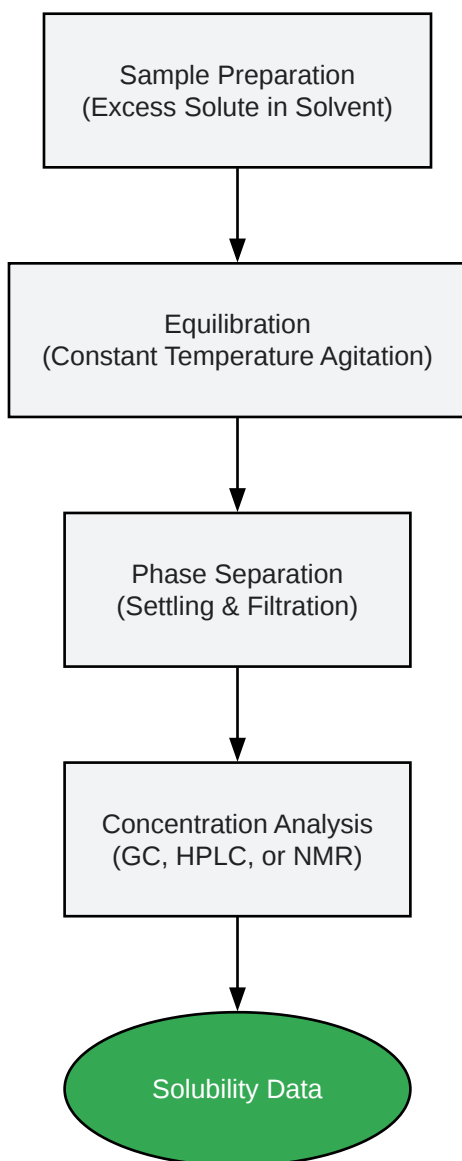 Sample Preparation
(Excess Solute in Solvent)
Equilibration
(Constant Temperature Agitation)
Phase Separation
(Settling & Filtration)
Concentration Analysis
(GC, HPLC, or NMR)
Solubility Data